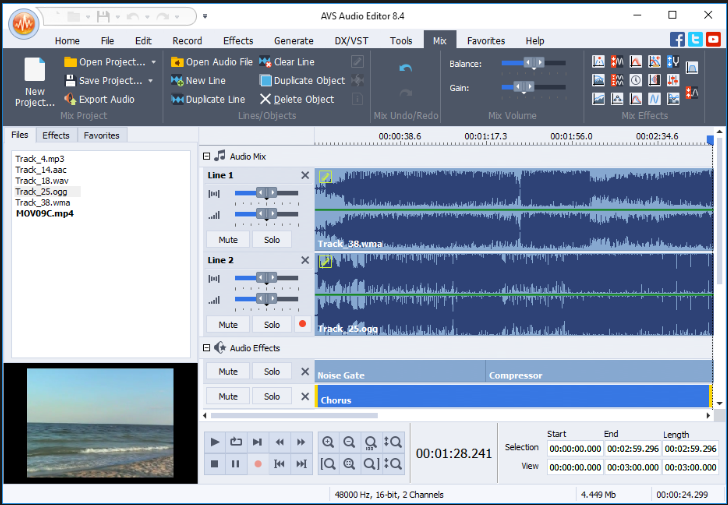 AVS Audio Editor 8.4
Home File Edit Record Effects Generate DX/VST Tools Mix Favorites Help
New Project...
Open Project...
Save Project...
Export Audio
Mix Project
Open Audio File
New Line
Duplicate Line
Clear Line
Duplicate Object
Delete Object
Lines/Objects
Mix Undo/Redo
Balance:
Gain:
Mix Volume
Mix Effects
Files Effects Favorites
Track_4.mp3
Track_14.aac
Track_18.wav
Track_25.ogg
Track_38.wma
MOV09C.mp4
00:00:38.6 00:01:17.3 00:01:56.0 00:02:34.6
Audio Mix
Line 1
Mute Solo
Track_38.wma
Line 2
Mute Solo
Track_25.ogg
Audio Effects
Mute Solo
Noise Gate Compressor
Mute Solo
Chorus
00:01:28.241
Start End Length
Selection 00:00:00.000 00:02:59.296 00:02:59.296
View 00:00:00.000 00:03:00.000 00:03:00.000
48000 Hz, 16-bit, 2 Channels 4.449 Mb 00:00:24.299